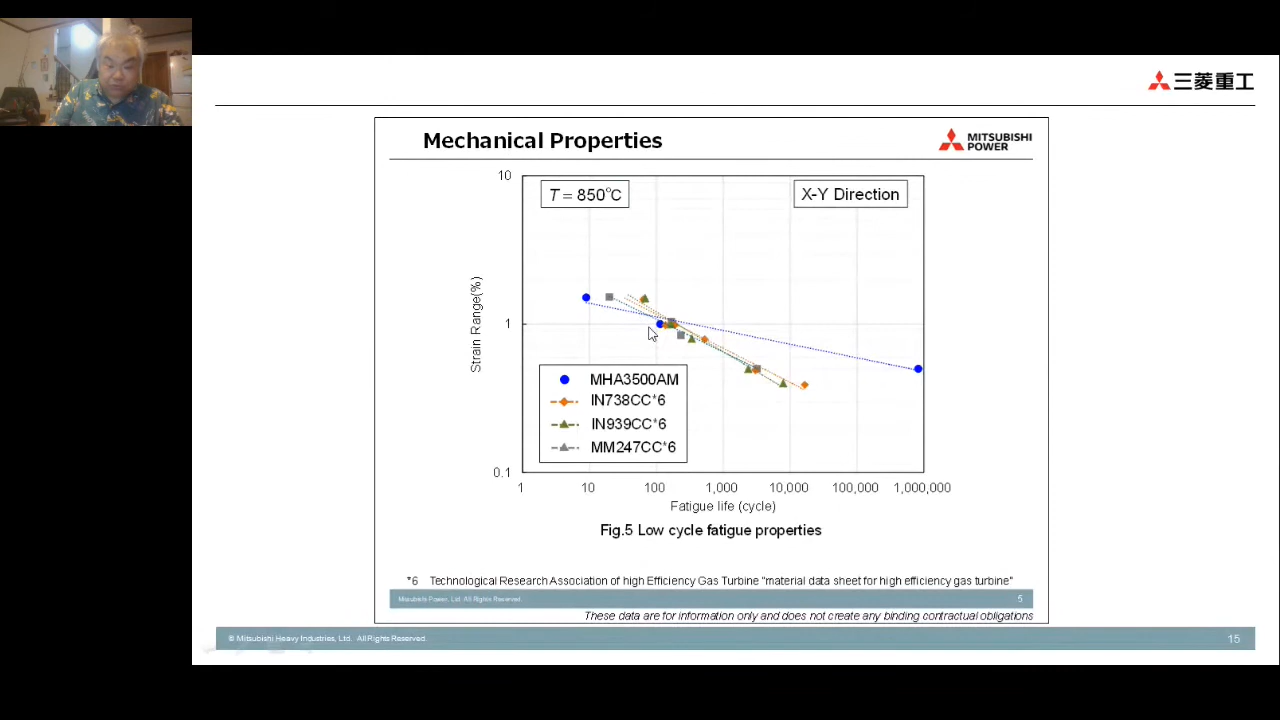 三菱重工
Mechanical Properties
MITSUBISHI
POWER
10
T = 850℃
X-Y Direction
Strain Range(%)
1
MHA3500AM
IN738CC*6
IN939CC*6
MM247CC*6
0.1
1
10
100
1,000
10,000
100,000
1,000,000
Fatigue life (cycle)
Fig.5 Low cycle fatigue properties
*6 Technological Research Association of high Efficiency Gas Turbine "material data sheet for high efficiency gas turbine"
Mitsubishi Power, Ltd. All Rights Reserved.
5
These data are for information only and does not create any binding contractual obligations
© Mitsubishi Heavy Industries, Ltd. All Rights Reserved.
15